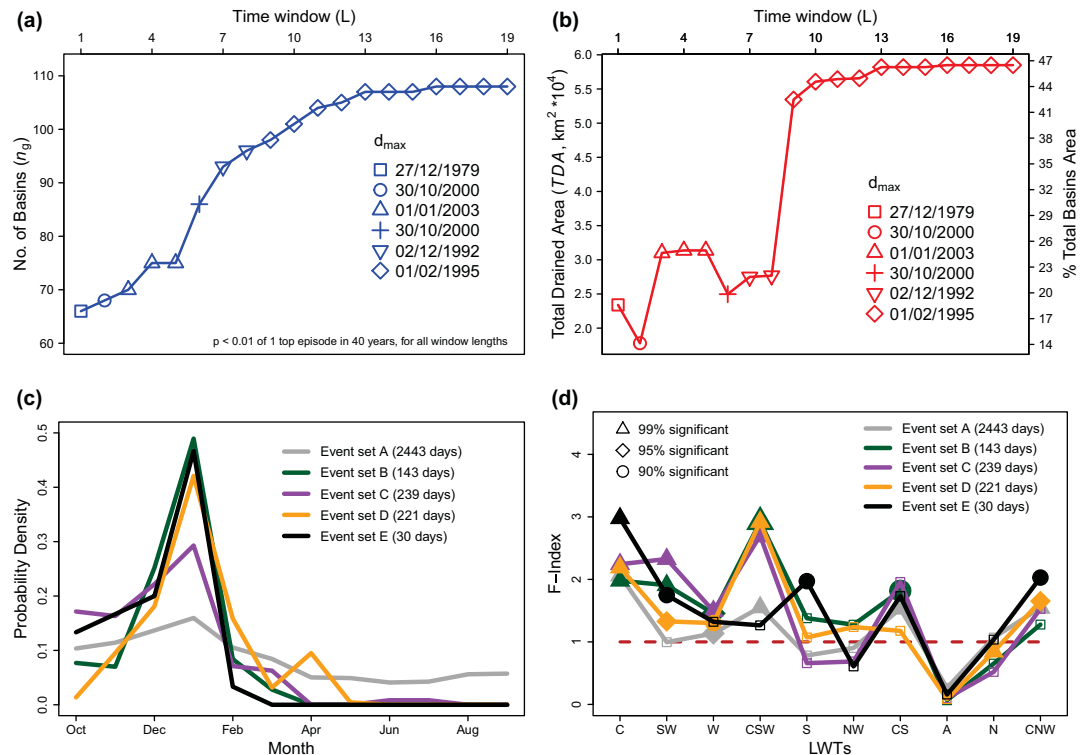 (a)
Time window (L)
1 4 7 10 13 16 19
No. of Basins (ng)
110
100
90
80
70
60
dmax
27/12/1979
30/10/2000
01/01/2003
30/10/2000
02/12/1992
01/02/1995
p < 0.01 of 1 top episode in 40 years, for all window lengths
(b)
Time window (L)
1 4 7 10 13 16 19
Total Drained Area (TDA, km² *10⁴)
6.0
5.5
5.0
4.5
4.0
3.5
3.0
2.5
2.0
% Total Basins Area
47
44
41
38
35
32
29
26
23
20
17
14
dmax
27/12/1979
30/10/2000
01/01/2003
30/10/2000
02/12/1992
01/02/1995
(c)
Probability Density
0.5
0.4
0.3
0.2
0.1
0.0
Event set A (2443 days)
Event set B (143 days)
Event set C (239 days)
Event set D (221 days)
Event set E (30 days)
Oct Dec Feb Apr Jun Aug
Month
(d)
F−Index
4
3
2
1
0
99% significant
95% significant
90% significant
Event set A (2443 days)
Event set B (143 days)
Event set C (239 days)
Event set D (221 days)
Event set E (30 days)
C SW W CSW S NW CS A N CNW
LWTs